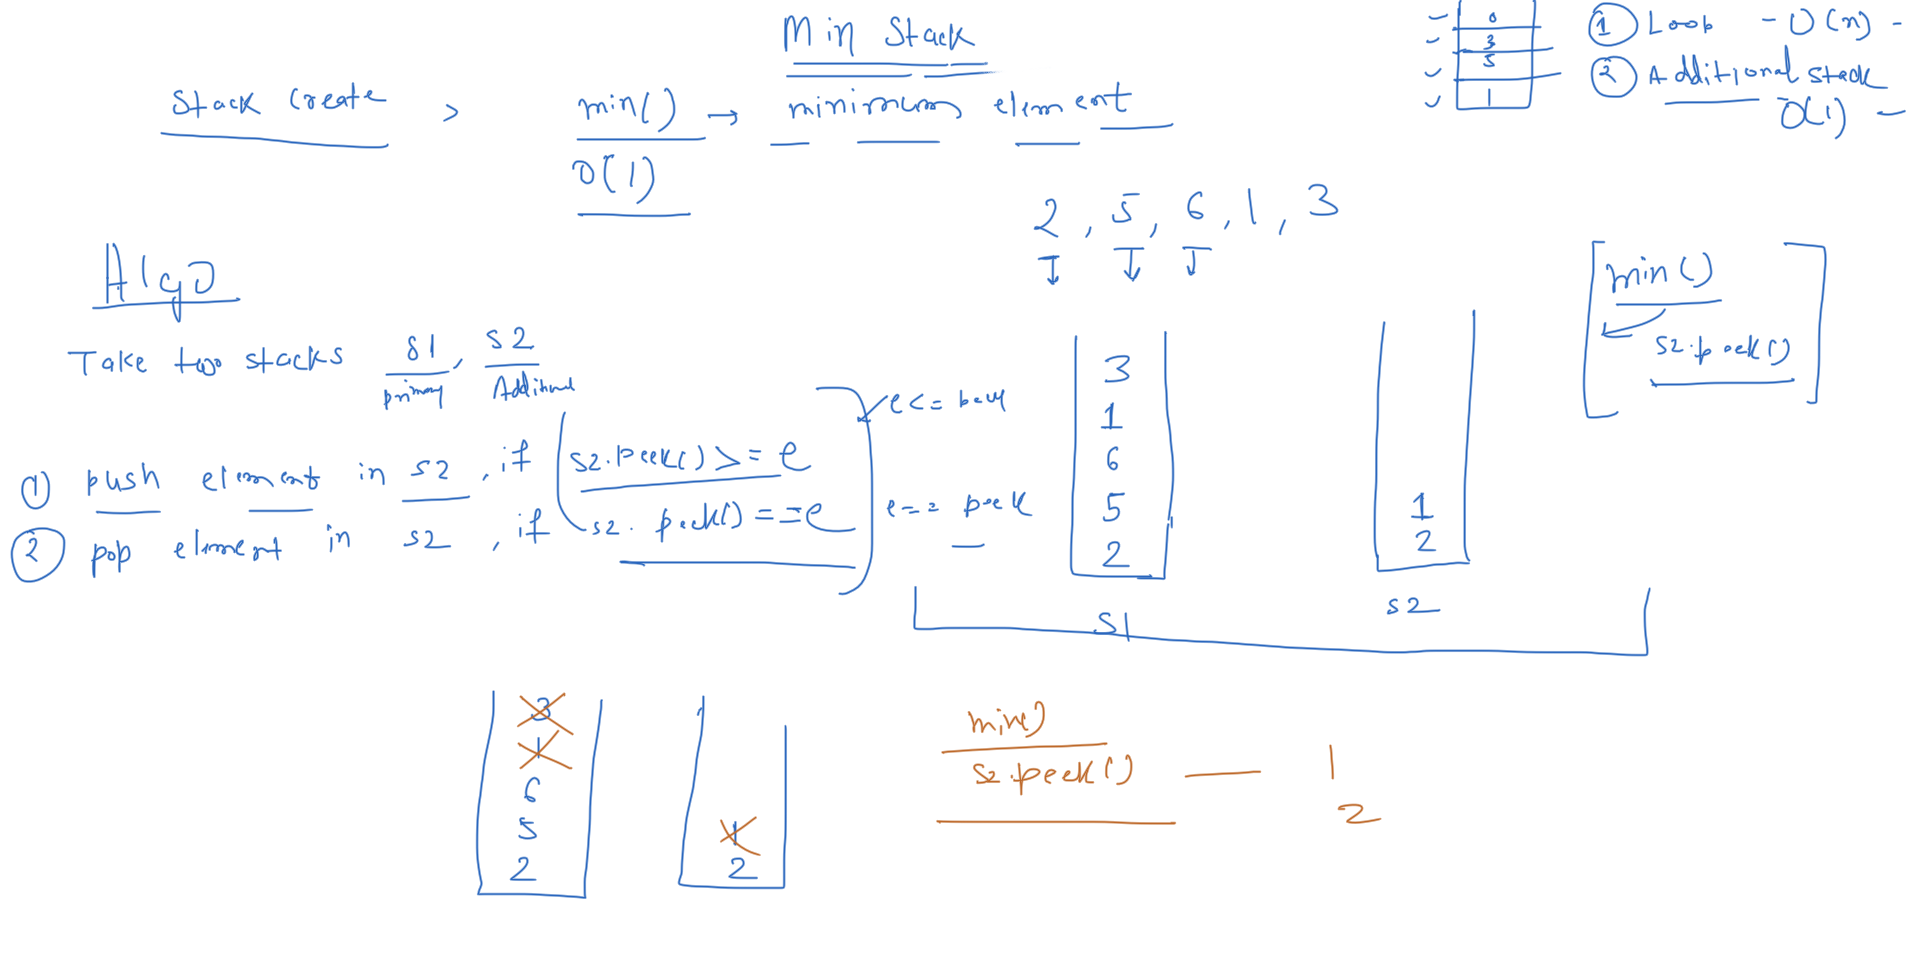 Min Stack
Stack Create > min() → minimum element
O(1)
0
3
5
1
① Loop - O(n) -
② Additional stack
O(1) -
2, 5, 6, 1, 3
Algo
Take two stacks s1, s2
primary Additional
① push element in s2, if s2.peek() >= e
② pop element in s2, if s2.peek() == e
e <=
e == peek
3
1
6
5
2
s1
1
2
s2
min()
s2.peek()
3
1
6
5
2
1
2
min()
s2.peek() — 1
2